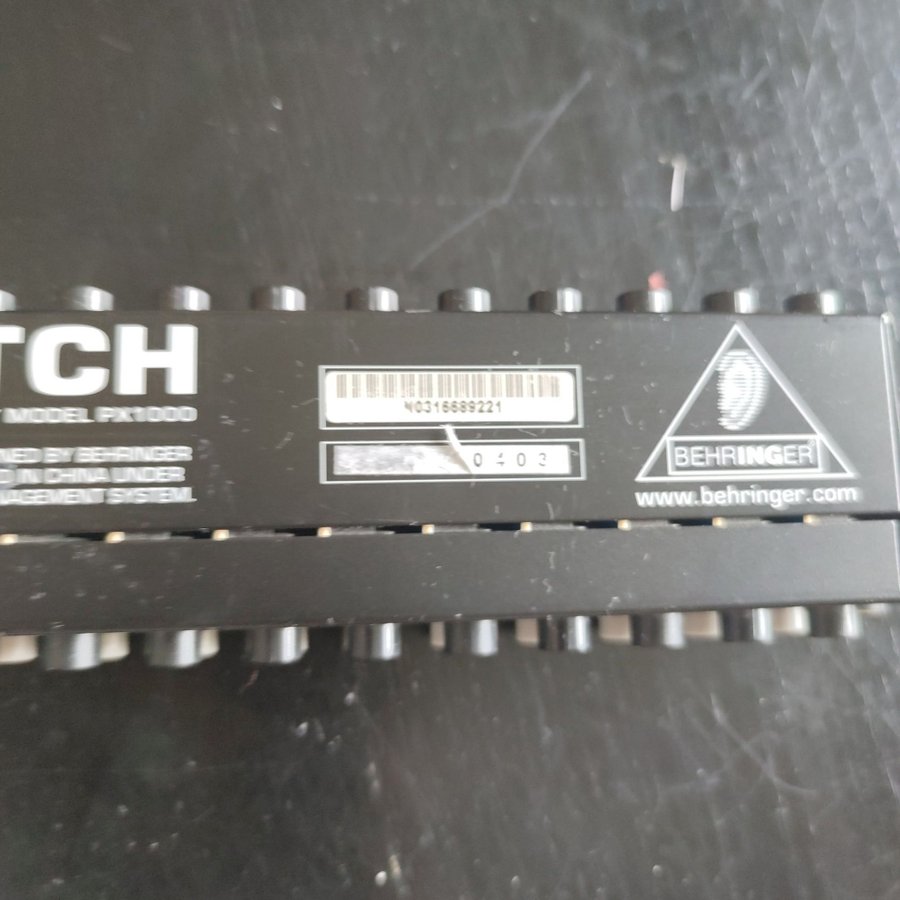 TCH
MODEL PX1000
NED BY BEHRINGER
IN CHINA UNDER
AGEMENT SYSTEM.
N0316689221
0403
BEHRINGER
www.behringer.com